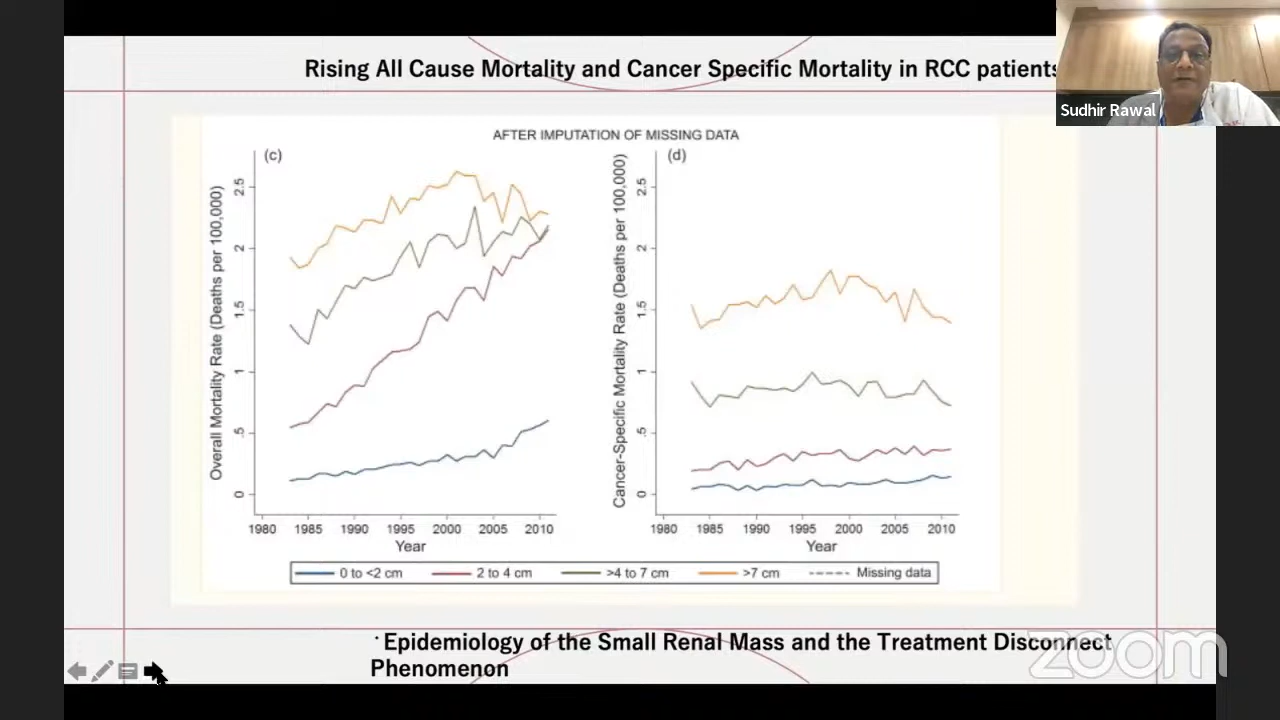 Rising All Cause Mortality and Cancer Specific Mortality in RCC patients
Sudhir Rawal
AFTER IMPUTATION OF MISSING DATA
(c)
Overall Mortality Rate (Deaths per 100,000)
2.5
2
1.5
1
.5
0
1980 1985 1990 1995 2000 2005 2010
Year
(d)
Cancer-Specific Mortality Rate (Deaths per 100,000)
2.5
2
1.5
1
.5
0
1980 1985 1990 1995 2000 2005 2010
Year
0 to <2 cm 2 to 4 cm >4 to 7 cm >7 cm Missing data
· Epidemiology of the Small Renal Mass and the Treatment Disconnect
Phenomenon
zoom